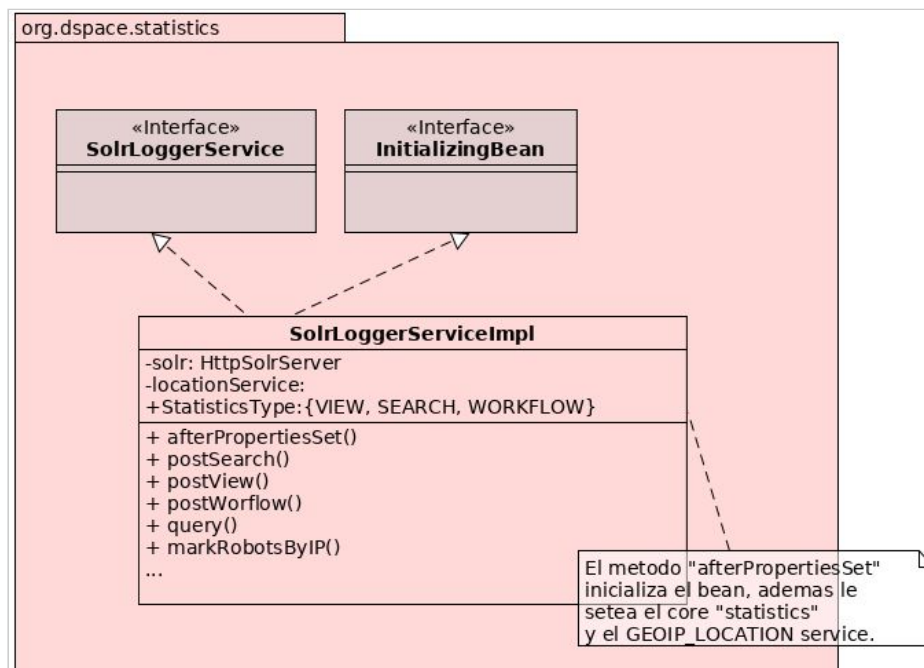 org.dspace.statistics
«Interface»
SolrLoggerService
«Interface»
InitializingBean
SolrLoggerServiceImpl
-solr: HttpSolrServer
-locationService:
+StatisticsType:{VIEW, SEARCH, WORKFLOW}
+ afterPropertiesSet()
+ postSearch()
+ postView()
+ postWorflow()
+ query()
+ markRobotsByIP()
...
El metodo "afterPropertiesSet"
inicializa el bean, ademas le
setea el core "statistics"
y el GEOIP_LOCATION service.